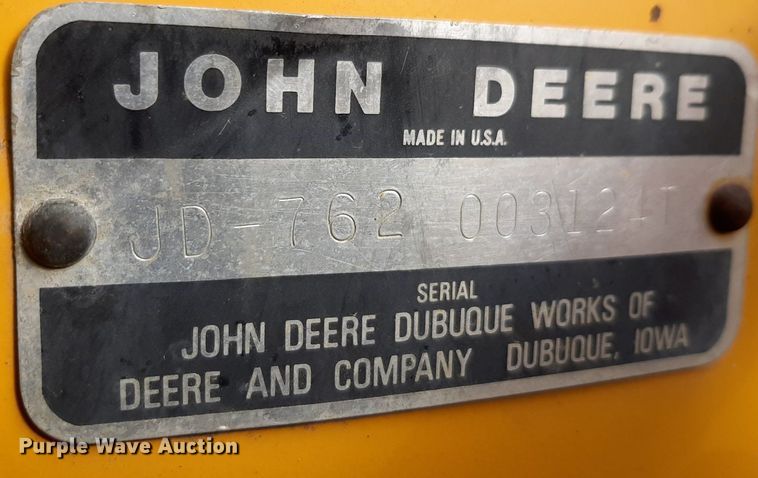 JOHN DEERE
MADE IN U.S.A.
JD-762 003124T
SERIAL
JOHN DEERE DUBUQUE WORKS OF
DEERE AND COMPANY DUBUQUE, IOWA
Purple Wave Auction